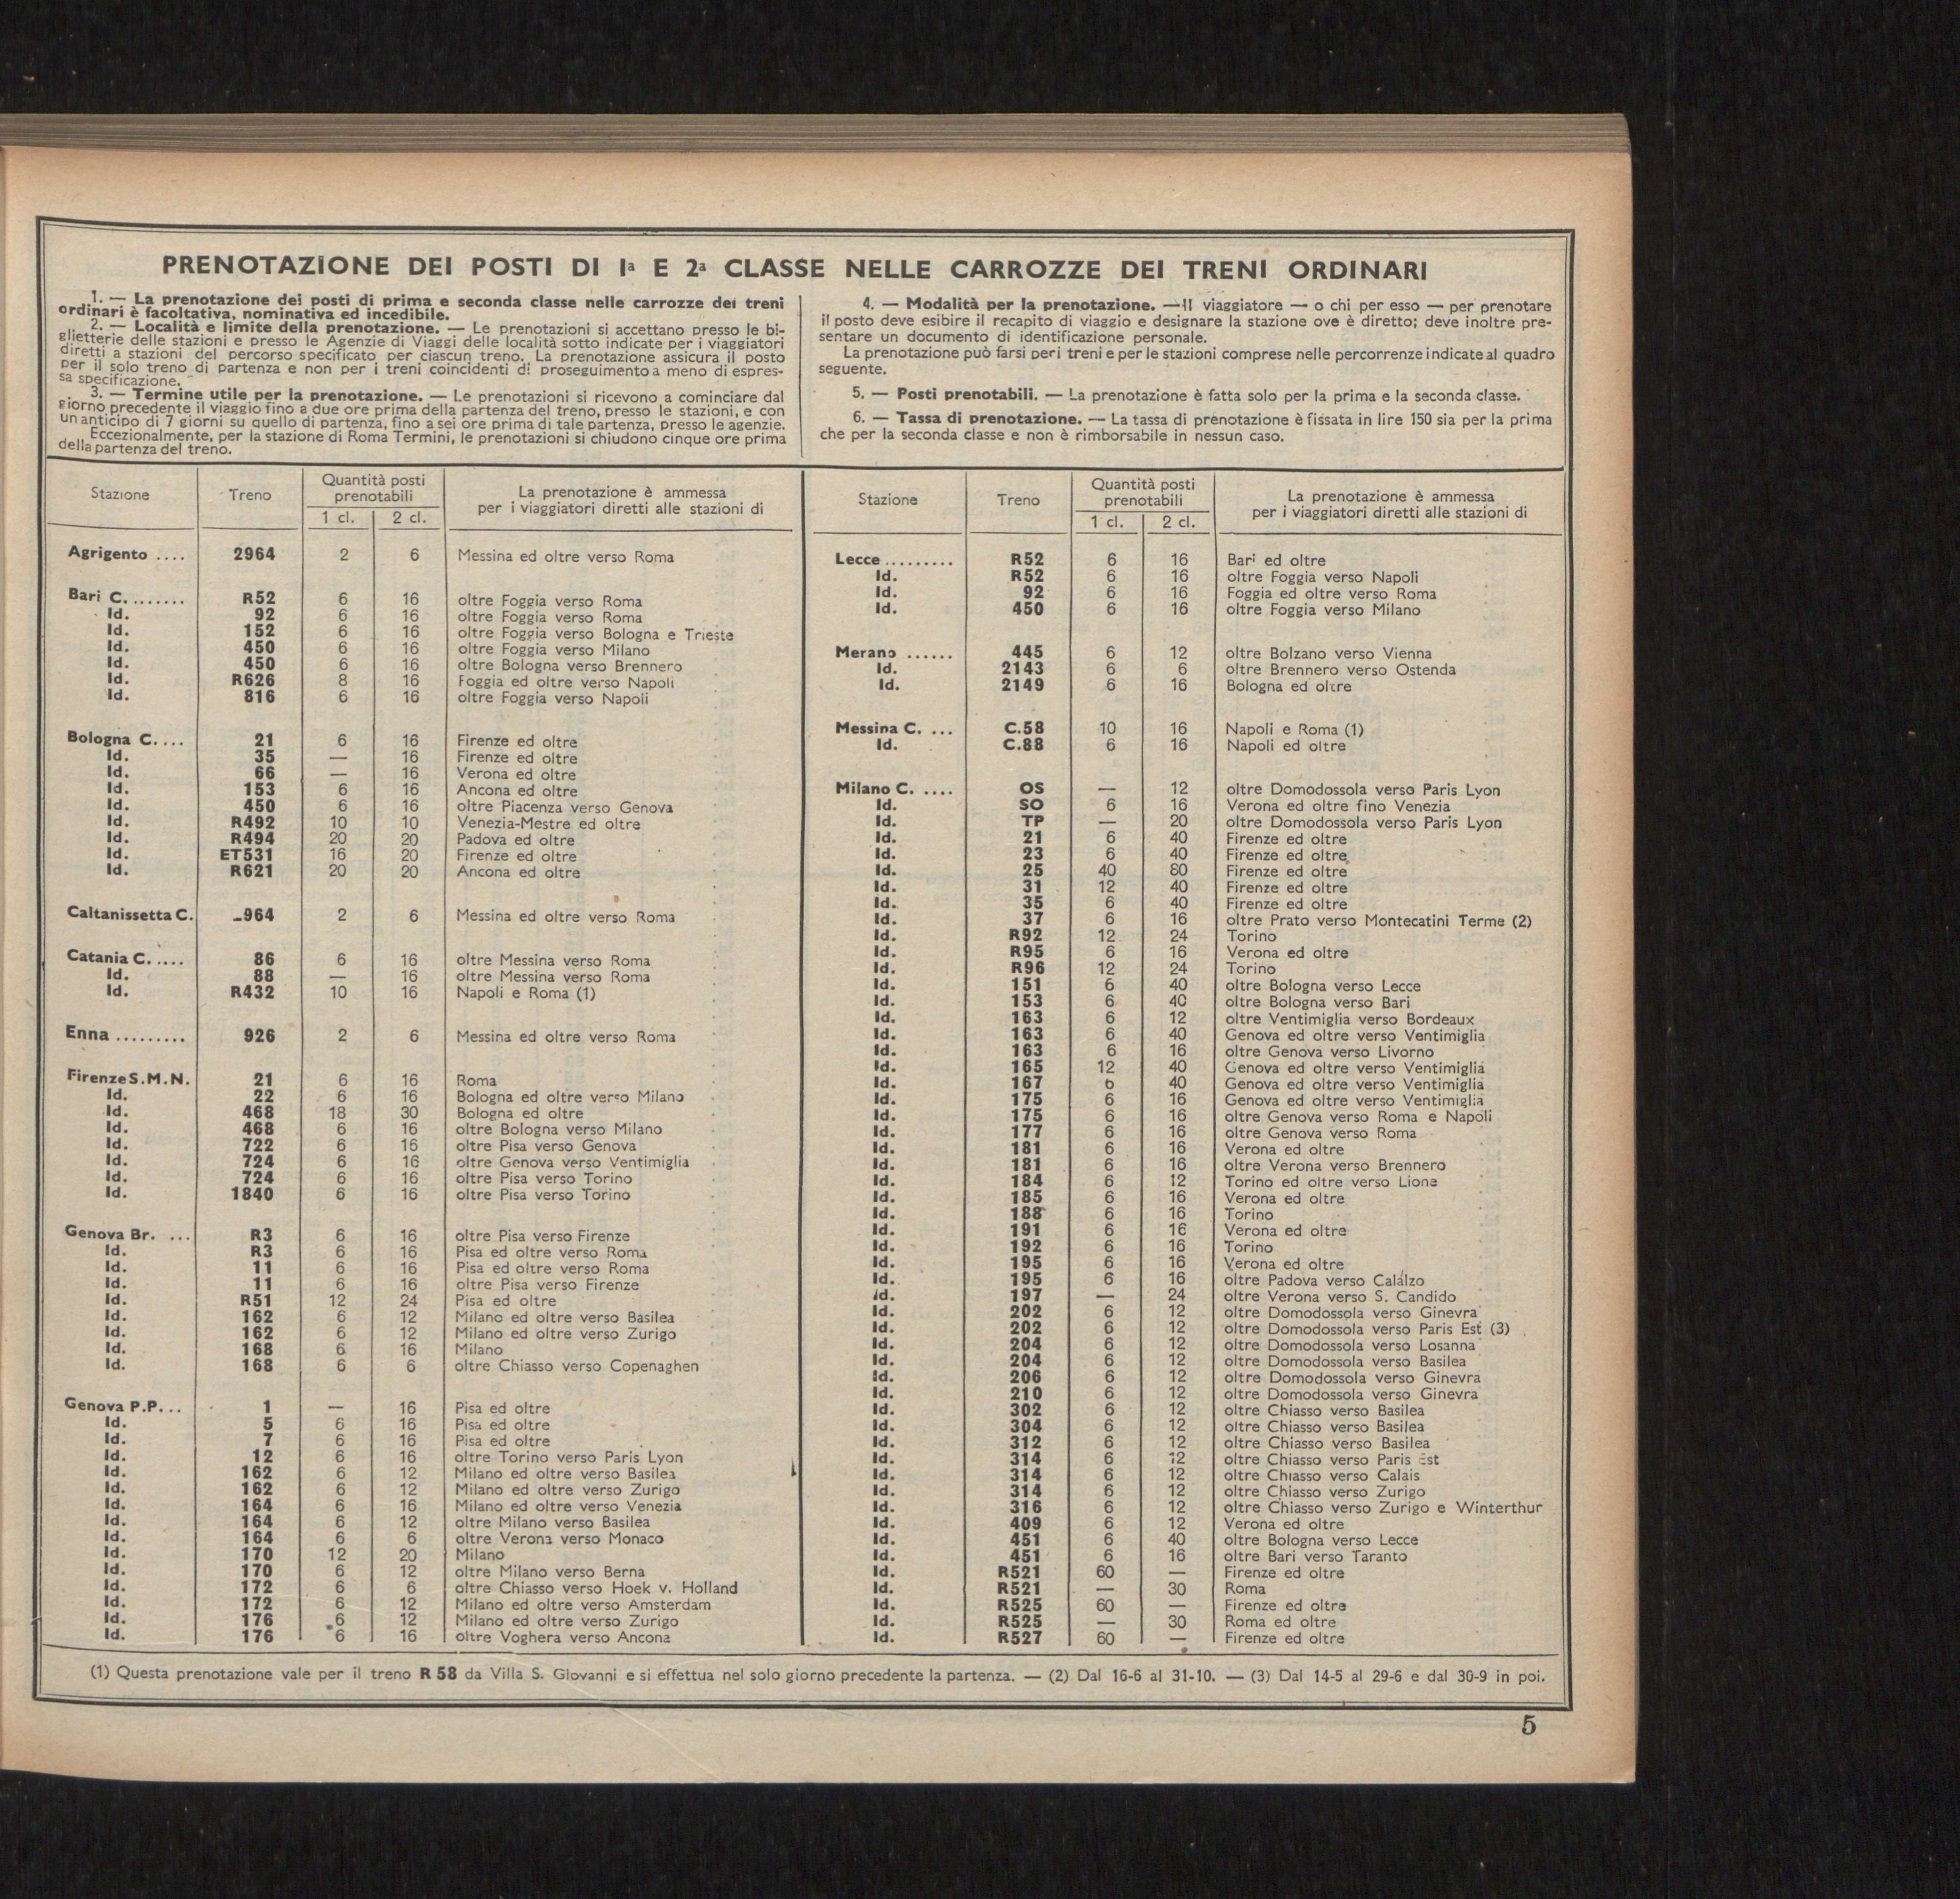 PRENOTAZIONE DEI POSTI DI Iª E 2ª CLASSE NELLE CARROZZE DEI TRENI ORDINARI
1. — La prenotazione dei posti di prima e seconda classe nelle carrozze dei treni
ordinari è facoltativa, nominativa ed incedibile.
2. — Località e limite della prenotazione. — Le prenotazioni si accettano presso le bi-
glietterie delle stazioni e presso le Agenzie di Viaggi delle località sotto indicate per i viaggiatori
diretti a stazioni del percorso specificato per ciascun treno. La prenotazione assicura il posto
per il solo treno di partenza e non per i treni coincidenti di proseguimento a meno di espres-
sa specificazione.
3. — Termine utile per la prenotazione. — Le prenotazioni si ricevono a cominciare dal
giorno precedente il viaggio fino a due ore prima della partenza del treno, presso le stazioni, e con
un anticipo di 7 giorni su quello di partenza, fino a sei ore prima di tale partenza, presso le agenzie.
Eccezionalmente, per la stazione di Roma Termini, le prenotazioni si chiudono cinque ore prima
della partenza del treno.
4. — Modalità per la prenotazione. —Il viaggiatore — o chi per esso — per prenotare
il posto deve esibire il recapito di viaggio e designare la stazione ove è diretto; deve inoltre pre-
sentare un documento di identificazione personale.
La prenotazione può farsi per i treni e per le stazioni comprese nelle percorrenze indicate al quadro
seguente.
5. — Posti prenotabili. — La prenotazione è fatta solo per la prima e la seconda classe.
6. — Tassa di prenotazione. — La tassa di prenotazione è fissata in lire 150 sia per la prima
che per la seconda classe e non è rimborsabile in nessun caso.
Stazione Treno Quantità posti prenotabili 1 cl. 2 cl. La prenotazione è ammessa per i viaggiatori diretti alle stazioni di
Agrigento .... 2964 2 6 Messina ed oltre verso Roma
Bari C. ....... R52 6 16 oltre Foggia verso Roma
Id. 92 6 16 oltre Foggia verso Roma
Id. 152 6 16 oltre Foggia verso Bologna e Trieste
Id. 450 6 16 oltre Foggia verso Milano
Id. 450 6 16 oltre Bologna verso Brennero
Id. R626 8 16 Foggia ed oltre verso Napoli
Id. 816 6 16 oltre Foggia verso Napoli
Bologna C. ... 21 6 16 Firenze ed oltre
Id. 35 — 16 Firenze ed oltre
Id. 66 — 16 Verona ed oltre
Id. 153 6 16 Ancona ed oltre
Id. 450 6 16 oltre Piacenza verso Genova
Id. R492 10 10 Venezia-Mestre ed oltre
Id. R494 20 20 Padova ed oltre
Id. ET531 16 20 Firenze ed oltre
Id. R621 20 20 Ancona ed oltre
Caltanissetta C. 964 2 6 Messina ed oltre verso Roma
Catania C. .... 86 6 16 oltre Messina verso Roma
Id. 88 — 16 oltre Messina verso Roma
Id. R432 10 16 Napoli e Roma (1)
Enna ......... 926 2 6 Messina ed oltre verso Roma
Firenze S.M.N. 21 6 16 Roma
Id. 22 6 16 Bologna ed oltre verso Milano
Id. 468 18 30 Bologna ed oltre
Id. 468 6 16 oltre Bologna verso Milano
Id. 722 6 16 oltre Pisa verso Genova
Id. 724 6 16 oltre Genova verso Ventimiglia
Id. 724 6 16 oltre Pisa verso Torino
Id. 1840 6 16 oltre Pisa verso Torino
Genova Br. ... R3 6 16 oltre Pisa verso Firenze
Id. R3 6 16 Pisa ed oltre verso Roma
Id. 11 6 16 Pisa ed oltre verso Roma
Id. 11 6 16 oltre Pisa verso Firenze
Id. R51 12 24 Pisa ed oltre
Id. 162 6 12 Milano ed oltre verso Basilea
Id. 162 6 12 Milano ed oltre verso Zurigo
Id. 168 6 16 Milano
Id. 168 6 6 oltre Chiasso verso Copenaghen
Genova P.P... 1 — 16 Pisa ed oltre
Id. 5 6 16 Pisa ed oltre
Id. 7 6 16 Pisa ed oltre
Id. 12 6 16 oltre Torino verso Paris Lyon
Id. 162 6 12 Milano ed oltre verso Basilea
Id. 162 6 12 Milano ed oltre verso Zurigo
Id. 164 6 16 Milano ed oltre verso Venezia
Id. 164 6 12 oltre Milano verso Basilea
Id. 164 6 6 oltre Verona verso Monaco
Id. 170 12 20 Milano
Id. 170 6 12 oltre Milano verso Berna
Id. 172 6 6 oltre Chiasso verso Hoek v. Holland
Id. 172 6 12 Milano ed oltre verso Amsterdam
Id. 176 6 12 Milano ed oltre verso Zurigo
Id. 176 6 16 oltre Voghera verso Ancona
Stazione Treno Quantità posti prenotabili 1 cl. 2 cl. La prenotazione è ammessa per i viaggiatori diretti alle stazioni di
Lecce ......... R52 6 16 Bari ed oltre
Id. R52 6 16 oltre Foggia verso Napoli
Id. 92 6 16 Foggia ed oltre verso Roma
Id. 450 6 16 oltre Foggia verso Milano
Merano ...... 445 6 12 oltre Bolzano verso Vienna
Id. 2143 6 6 oltre Brennero verso Ostenda
Id. 2149 6 16 Bologna ed oltre
Messina C. ... C.58 10 16 Napoli e Roma (1)
Id. C.88 6 16 Napoli ed oltre
Milano C. .... OS — 12 oltre Domodossola verso Paris Lyon
Id. SO 6 16 Verona ed oltre fino Venezia
Id. TP — 20 oltre Domodossola verso Paris Lyon
Id. 21 6 40 Firenze ed oltre
Id. 23 6 40 Firenze ed oltre
Id. 25 40 80 Firenze ed oltre
Id. 31 12 40 Firenze ed oltre
Id. 35 6 40 Firenze ed oltre
Id. 37 6 16 oltre Prato verso Montecatini Terme (2)
Id. R92 12 24 Torino
Id. R95 6 16 Verona ed oltre
Id. R96 12 24 Torino
Id. 151 6 40 oltre Bologna verso Lecce
Id. 153 6 40 oltre Bologna verso Bari
Id. 163 6 12 oltre Ventimiglia verso Bordeaux
Id. 163 6 40 Genova ed oltre verso Ventimiglia
Id. 163 6 16 oltre Genova verso Livorno
Id. 165 12 40 Genova ed oltre verso Ventimiglia
Id. 167 6 40 Genova ed oltre verso Ventimiglia
Id. 175 6 16 Genova ed oltre verso Ventimiglia
Id. 175 6 16 oltre Genova verso Roma e Napoli
Id. 177 6 16 oltre Genova verso Roma
Id. 181 6 16 Verona ed oltre
Id. 181 6 16 oltre Verona verso Brennero
Id. 184 6 12 Torino ed oltre verso Lione
Id. 185 6 16 Verona ed oltre
Id. 188 6 16 Torino
Id. 191 6 16 Verona ed oltre
Id. 192 6 16 Torino
Id. 195 6 16 Verona ed oltre
Id. 195 6 16 oltre Padova verso Calalzo
Id. 197 — 24 oltre Verona verso S. Candido
Id. 202 6 12 oltre Domodossola verso Ginevra
Id. 202 6 12 oltre Domodossola verso Paris Est (3)
Id. 204 6 12 oltre Domodossola verso Losanna
Id. 204 6 12 oltre Domodossola verso Basilea
Id. 206 6 12 oltre Domodossola verso Ginevra
Id. 210 6 12 oltre Domodossola verso Ginevra
Id. 302 6 12 oltre Chiasso verso Basilea
Id. 304 6 12 oltre Chiasso verso Basilea
Id. 312 6 12 oltre Chiasso verso Basilea
Id. 314 6 12 oltre Chiasso verso Paris Est
Id. 314 6 12 oltre Chiasso verso Calais
Id. 314 6 12 oltre Chiasso verso Zurigo
Id. 316 6 12 oltre Chiasso verso Zurigo e Winterthur
Id. 409 6 12 Verona ed oltre
Id. 451 6 40 oltre Bologna verso Lecce
Id. 451 6 16 oltre Bari verso Taranto
Id. R521 60 — Firenze ed oltre
Id. R521 — 30 Roma
Id. R525 60 — Firenze ed oltre
Id. R525 — 30 Roma ed oltre
Id. R527 60 — Firenze ed oltre
(1) Questa prenotazione vale per il treno R 58 da Villa S. Giovanni e si effettua nel solo giorno precedente la partenza. — (2) Dal 16-6 al 31-10. — (3) Dal 14-5 al 29-6 e dal 30-9 in poi.
5